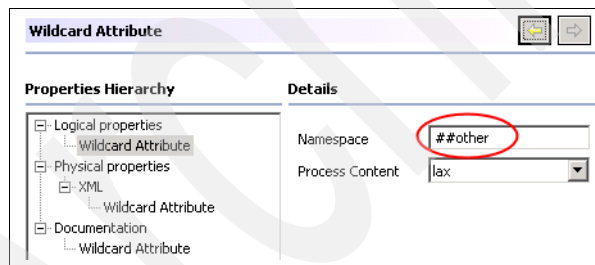 Wildcard Attribute
Properties Hierarchy
Details
Logical properties
Wildcard Attribute
Physical properties
XML
Wildcard Attribute
Documentation
Wildcard Attribute
Namespace ##other
Process Content lax